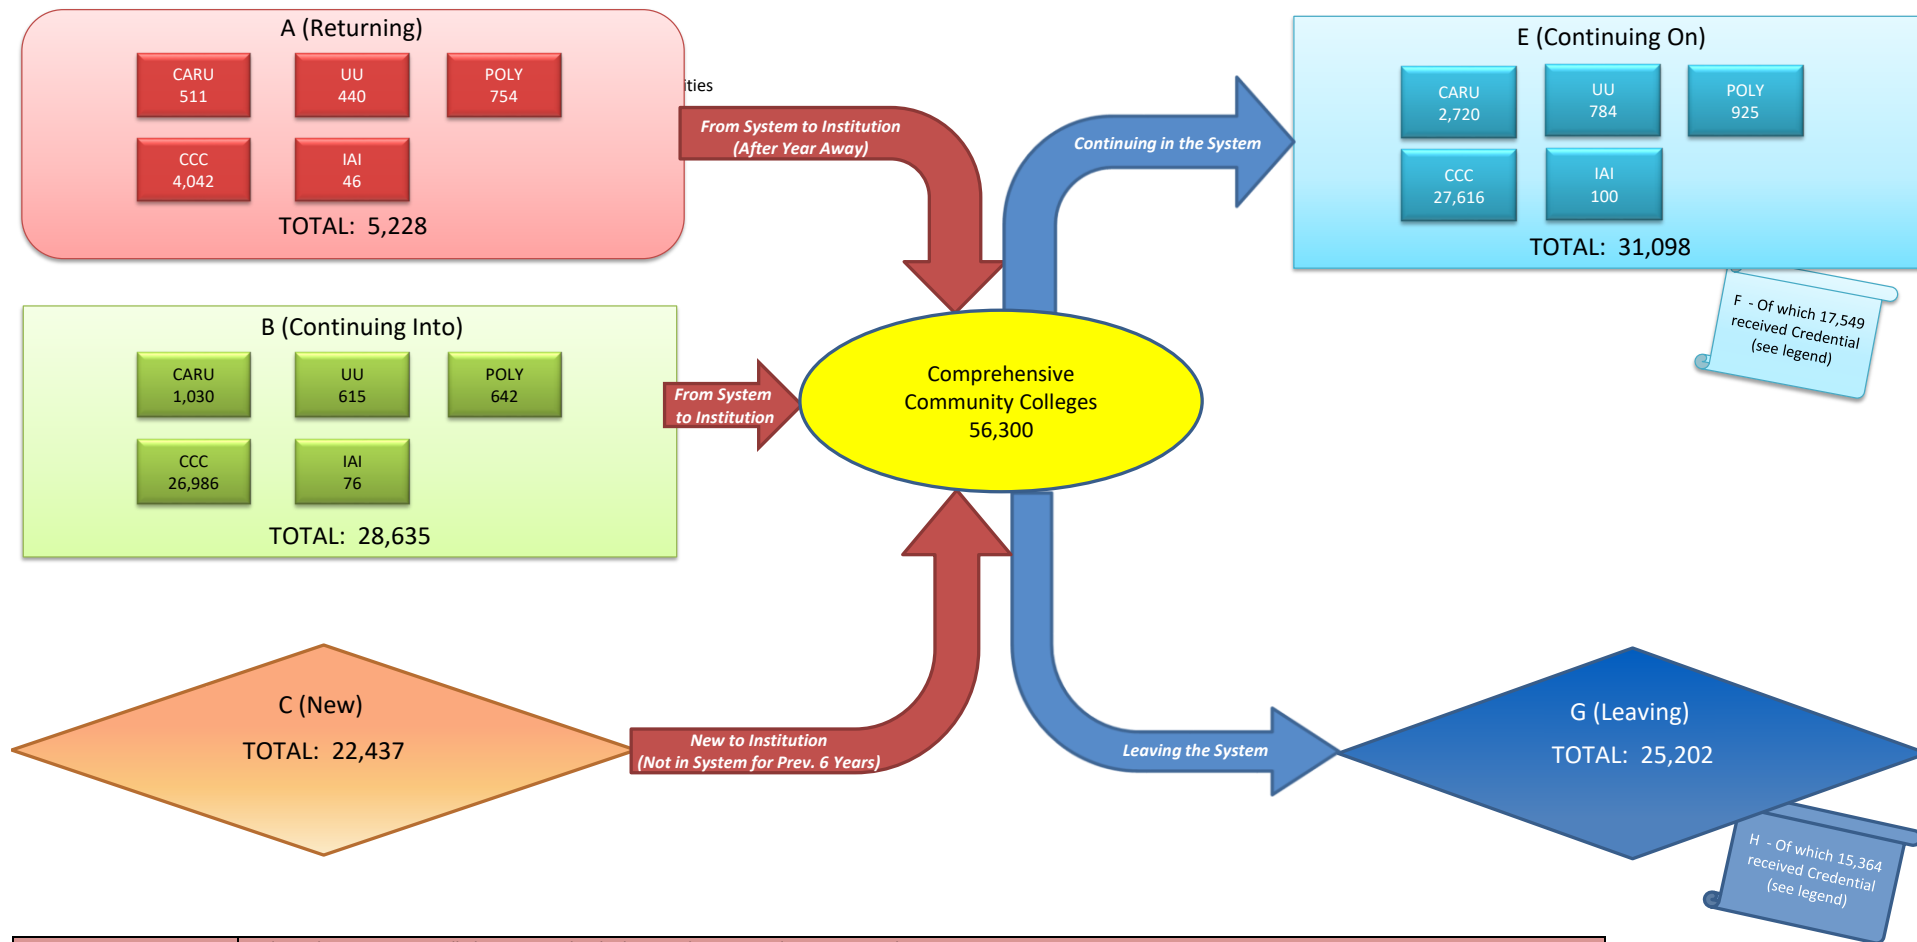 A (Returning)
CARU
511
UU
440
POLY
754
CCC
4,042
IAI
46
TOTAL: 5,228
ities
From System to Institution
(After Year Away)
B (Continuing Into)
CARU
1,030
UU
615
POLY
642
CCC
26,986
IAI
76
TOTAL: 28,635
From System
to Institution
C (New)
TOTAL: 22,437
New to Institution
(Not in System for Prev. 6 Years)
Comprehensive
Community Colleges
56,300
Continuing in the System
E (Continuing On)
CARU
2,720
UU
784
POLY
925
CCC
27,616
IAI
100
TOTAL: 31,098
F - Of which 17,549
received Credential
(see legend)
Leaving the System
G (Leaving)
TOTAL: 25,202
H - Of which 15,364
received Credential
(see legend)